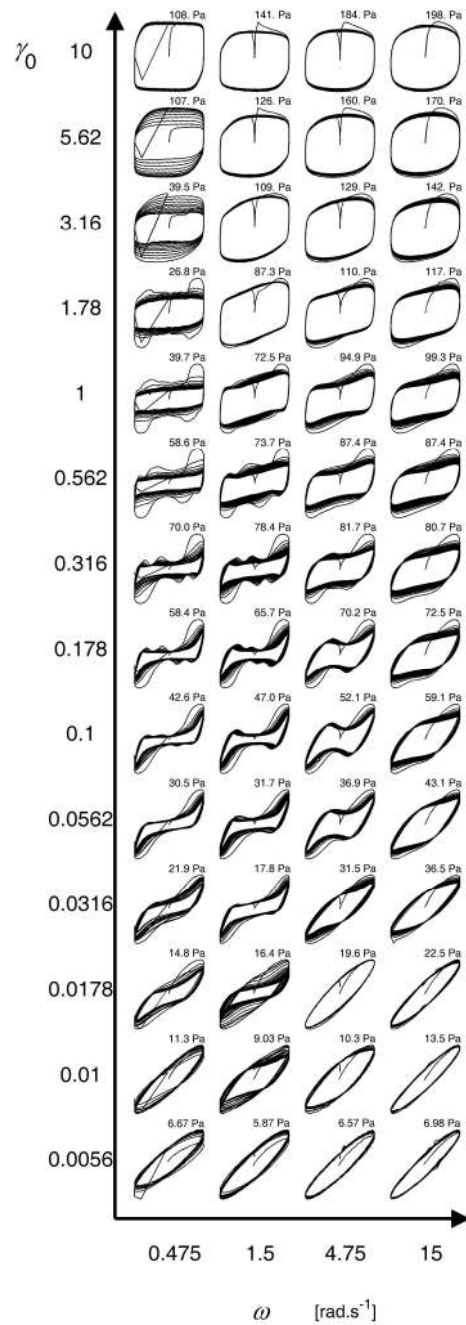 108. Pa 141. Pa 184. Pa 198. Pa
γ0 10
107. Pa 126. Pa 160. Pa 170. Pa
5.62
39.5 Pa 109. Pa 129. Pa 142. Pa
3.16
26.8 Pa 87.3 Pa 110. Pa 117. Pa
1.78
39.7 Pa 72.5 Pa 94.9 Pa 99.3 Pa
1
58.6 Pa 73.7 Pa 87.4 Pa 87.4 Pa
0.562
70.0 Pa 78.4 Pa 81.7 Pa 80.7 Pa
0.316
58.4 Pa 65.7 Pa 70.2 Pa 72.5 Pa
0.178
42.6 Pa 47.0 Pa 52.1 Pa 59.1 Pa
0.1
30.5 Pa 31.7 Pa 36.9 Pa 43.1 Pa
0.0562
21.9 Pa 17.8 Pa 31.5 Pa 36.5 Pa
0.0316
14.8 Pa 16.4 Pa 19.6 Pa 22.5 Pa
0.0178
11.3 Pa 9.03 Pa 10.3 Pa 13.5 Pa
0.01
6.67 Pa 5.87 Pa 6.57 Pa 6.98 Pa
0.0056
0.475 1.5 4.75 15
ω [rad.s⁻¹]